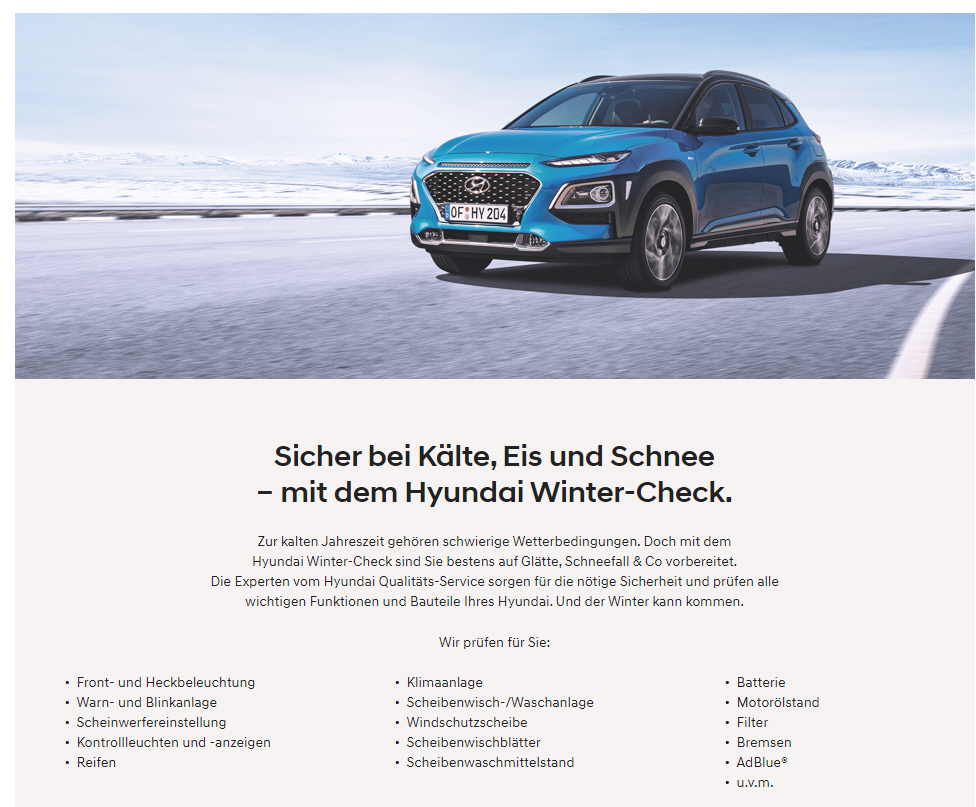 OF HY 204
Sicher bei Kälte, Eis und Schnee
– mit dem Hyundai Winter-Check.
Zur kalten Jahreszeit gehören schwierige Wetterbedingungen. Doch mit dem
Hyundai Winter-Check sind Sie bestens auf Glätte, Schneefall & Co vorbereitet.
Die Experten vom Hyundai Qualitäts-Service sorgen für die nötige Sicherheit und prüfen alle
wichtigen Funktionen und Bauteile Ihres Hyundai. Und der Winter kann kommen.
Wir prüfen für Sie:
• Front- und Heckbeleuchtung
• Warn- und Blinkanlage
• Scheinwerfereinstellung
• Kontrollleuchten und -anzeigen
• Reifen
• Klimaanlage
• Scheibenwisch-/Waschanlage
• Windschutzscheibe
• Scheibenwischblätter
• Scheibenwaschmittelstand
• Batterie
• Motorölstand
• Filter
• Bremsen
• AdBlue®
• u.v.m.